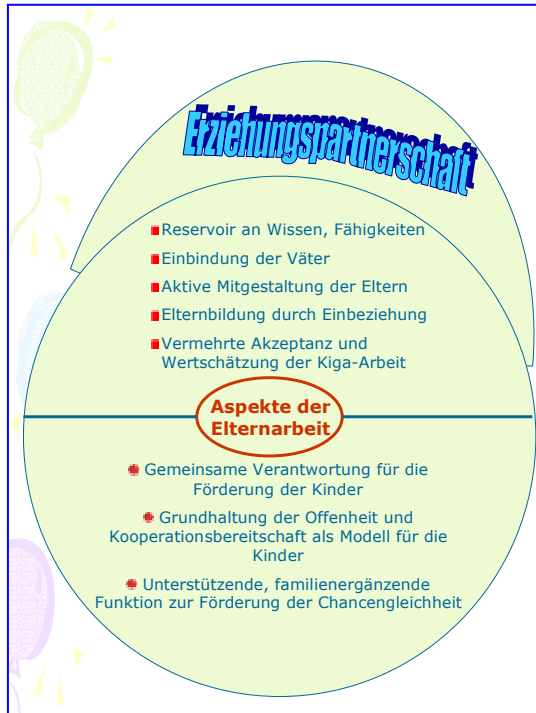 Erziehungspartnerschaft
Reservoir an Wissen, Fähigkeiten
Einbindung der Väter
Aktive Mitgestaltung der Eltern
Elternbildung durch Einbeziehung
Vermehrte Akzeptanz und
Wertschätzung der Kiga-Arbeit
Aspekte der
Elternarbeit
Gemeinsame Verantwortung für die
Förderung der Kinder
Grundhaltung der Offenheit und
Kooperationsbereitschaft als Modell für die
Kinder
Unterstützende, familienergänzende
Funktion zur Förderung der Chancengleichheit